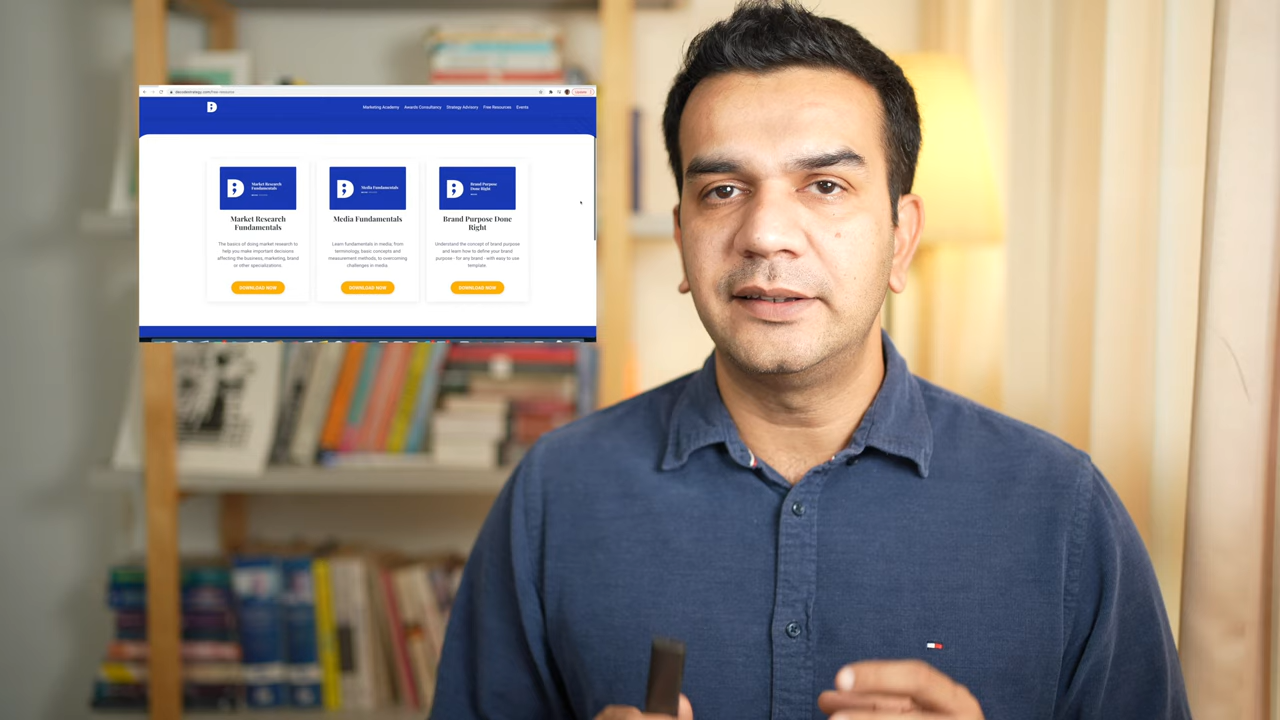 decodestrategy.com/free-resource
Marketing Academy Awards Consultancy Strategy Advisory Free Resources Events
Market Research
Fundamentals
Media Fundamentals
Brand Purpose
Done Right
Market Research
Fundamentals
The basics of doing market research to
help you make important decisions
affecting the business, marketing, brand
or other specializations.
DOWNLOAD NOW
Media Fundamentals
Learn fundamentals in media, from
terminology, basic concepts and
measurement methods, to overcoming
challenges in media.
DOWNLOAD NOW
Brand Purpose Done
Right
Understand the concept of brand purpose
and learn how to define your brand
purpose - for any brand - with easy to use
template.
DOWNLOAD NOW